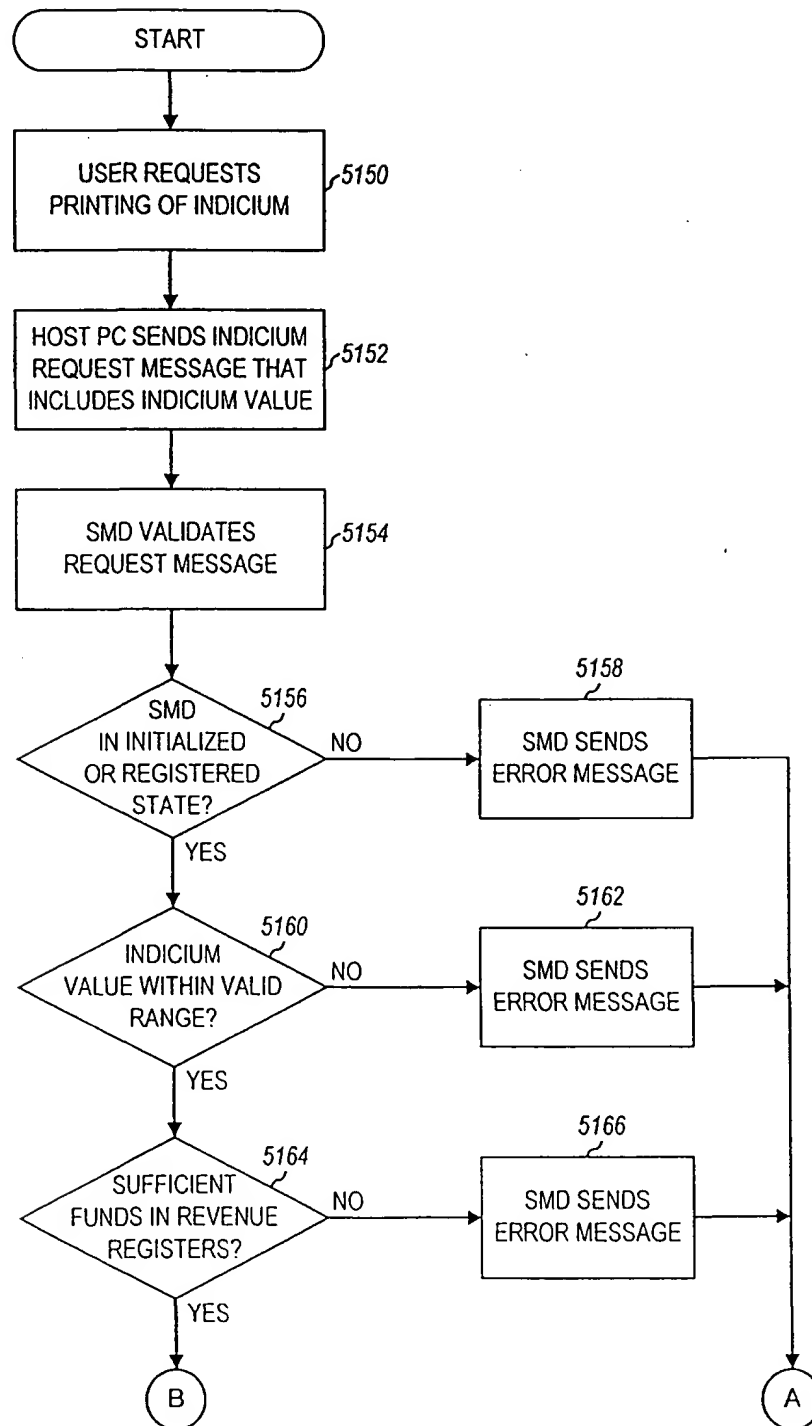 START
USER REQUESTS
PRINTING OF INDICIUM
5150
HOST PC SENDS INDICIUM
REQUEST MESSAGE THAT
INCLUDES INDICIUM VALUE
5152
SMD VALIDATES
REQUEST MESSAGE
5154
SMD
IN INITIALIZED
OR REGISTERED
STATE?
5156
NO
5158
SMD SENDS
ERROR MESSAGE
YES
INDICIUM
VALUE WITHIN VALID
RANGE?
5160
NO
5162
SMD SENDS
ERROR MESSAGE
YES
SUFFICIENT
FUNDS IN REVENUE
REGISTERS?
5164
NO
5166
SMD SENDS
ERROR MESSAGE
YES
B
A